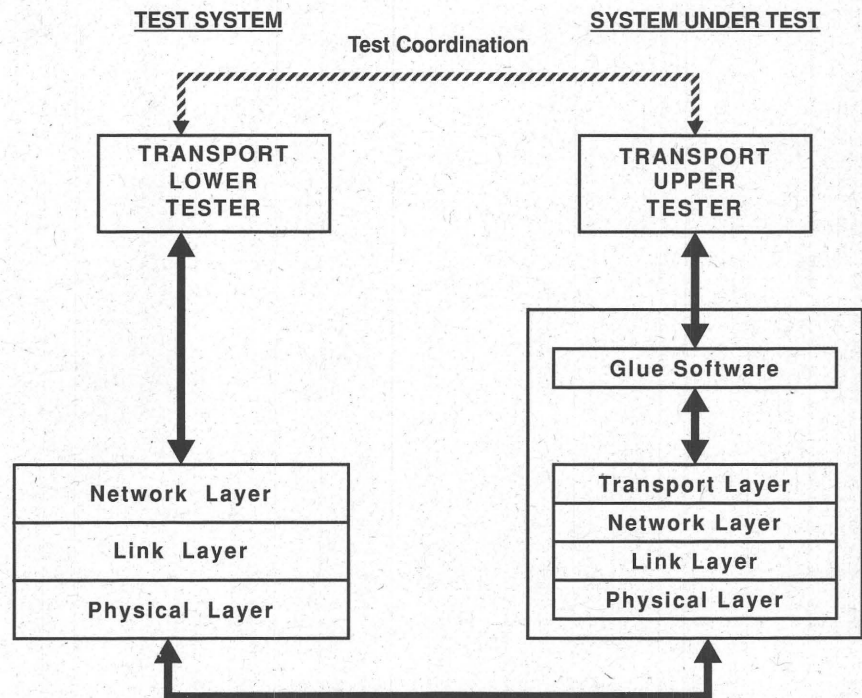 TEST SYSTEM
SYSTEM UNDER TEST
Test Coordination
TRANSPORT
LOWER
TESTER
TRANSPORT
UPPER
TESTER
Glue Software
Network Layer
Link Layer
Physical Layer
Transport Layer
Network Layer
Link Layer
Physical Layer